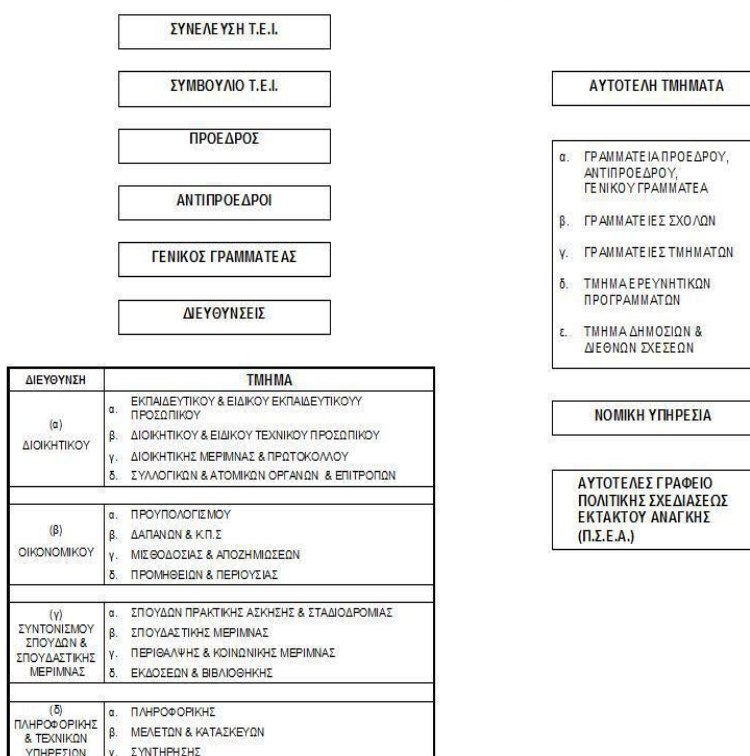 ΣΥΝΕΛΕΥΣΗ Τ.Ε.Ι.
ΣΥΜΒΟΥΛΙΟ Τ.Ε.Ι.
ΠΡΟΕΔΡΟΣ
ΑΝΤΙΠΡΟΕΔΡΟΙ
ΓΕΝΙΚΟΣ ΓΡΑΜΜΑΤΕΑΣ
ΔΙΕΥΘΥΝΣΕΙΣ
ΔΙΕΥΘΥΝΣΗ ΤΜΗΜΑ
(α)
ΔΙΟΙΚΗΤΙΚΟΥ
α. ΕΚΠΑΙΔΕΥΤΙΚΟΥ & ΕΙΔΙΚΟΥ ΕΚΠΑΙΔΕΥΤΙΚΟΥΥ
ΠΡΟΣΩΠΙΚΟΥ
β. ΔΙΟΙΚΗΤΙΚΟΥ & ΕΙΔΙΚΟΥ ΤΕΧΝΙΚΟΥ ΠΡΟΣΩΠΙΚΟΥ
γ. ΔΙΟΙΚΗΤΙΚΗΣ ΜΕΡΙΜΝΑΣ & ΠΡΩΤΟΚΟΛΛΟΥ
δ. ΣΥΛΛΟΓΙΚΩΝ & ΑΤΟΜΙΚΩΝ ΟΡΓΑΝΩΝ & ΕΠΙΤΡΟΠΩΝ
(β)
ΟΙΚΟΝΟΜΙΚΟΥ
α. ΠΡΟΥΠΟΛΟΓΙΣΜΟΥ
β. ΔΑΠΑΝΩΝ & Κ.Π.Σ
γ. ΜΙΣΘΟΔΟΣΙΑΣ & ΑΠΟΖΗΜΙΩΣΕΩΝ
δ. ΠΡΟΜΗΘΕΙΩΝ & ΠΕΡΙΟΥΣΙΑΣ
(γ)
ΣΥΝΤΟΝΙΣΜΟΥ
ΣΠΟΥΔΩΝ &
ΣΠΟΥΔΑΣΤΙΚΗΣ
ΜΕΡΙΜΝΑΣ
α. ΣΠΟΥΔΩΝ ΠΡΑΚΤΙΚΗΣ ΑΣΚΗΣΗΣ & ΣΤΑΔΙΟΔΡΟΜΙΑΣ
β. ΣΠΟΥΔΑΣΤΙΚΗΣ ΜΕΡΙΜΝΑΣ
γ. ΠΕΡΙΘΑΛΨΗΣ & ΚΟΙΝΩΝΙΚΗΣ ΜΕΡΙΜΝΑΣ
δ. ΕΚΔΟΣΕΩΝ & ΒΙΒΛΙΟΘΗΚΗΣ
(δ)
ΠΛΗΡΟΦΟΡΙΚΗΣ
& ΤΕΧΝΙΚΩΝ
ΥΠΗΡΕΣΙΩΝ
α. ΠΛΗΡΟΦΟΡΙΚΗΣ
β. ΜΕΛΕΤΩΝ & ΚΑΤΑΣΚΕΥΩΝ
γ. ΣΥΝΤΗΡΗΣΗΣ
ΑΥΤΟΤΕΛΗ ΤΜΗΜΑΤΑ
α. ΓΡΑΜΜΑΤΕΙΑ ΠΡΟΕΔΡΟΥ,
ΑΝΤΙΠΡΟΕΔΡΟΥ,
ΓΕΝΙΚΟΥ ΓΡΑΜΜΑΤΕΑ
β. ΓΡΑΜΜΑΤΕΙΕΣ ΣΧΟΛΩΝ
γ. ΓΡΑΜΜΑΤΕΙΕΣ ΤΜΗΜΑΤΩΝ
δ. ΤΜΗΜΑ ΕΡΕΥΝΗΤΙΚΩΝ
ΠΡΟΓΡΑΜΜΑΤΩΝ
ε. ΤΜΗΜΑ ΔΗΜΟΣΙΩΝ &
ΔΙΕΘΝΩΝ ΣΧΕΣΕΩΝ
ΝΟΜΙΚΗ ΥΠΗΡΕΣΙΑ
ΑΥΤΟΤΕΛΕΣ ΓΡΑΦΕΙΟ
ΠΟΛΙΤΙΚΗΣ ΣΧΕΔΙΑΣΕΩΣ
ΕΚΤΑΚΤΟΥ ΑΝΑΓΚΗΣ
(Π.Σ.Ε.Α.)